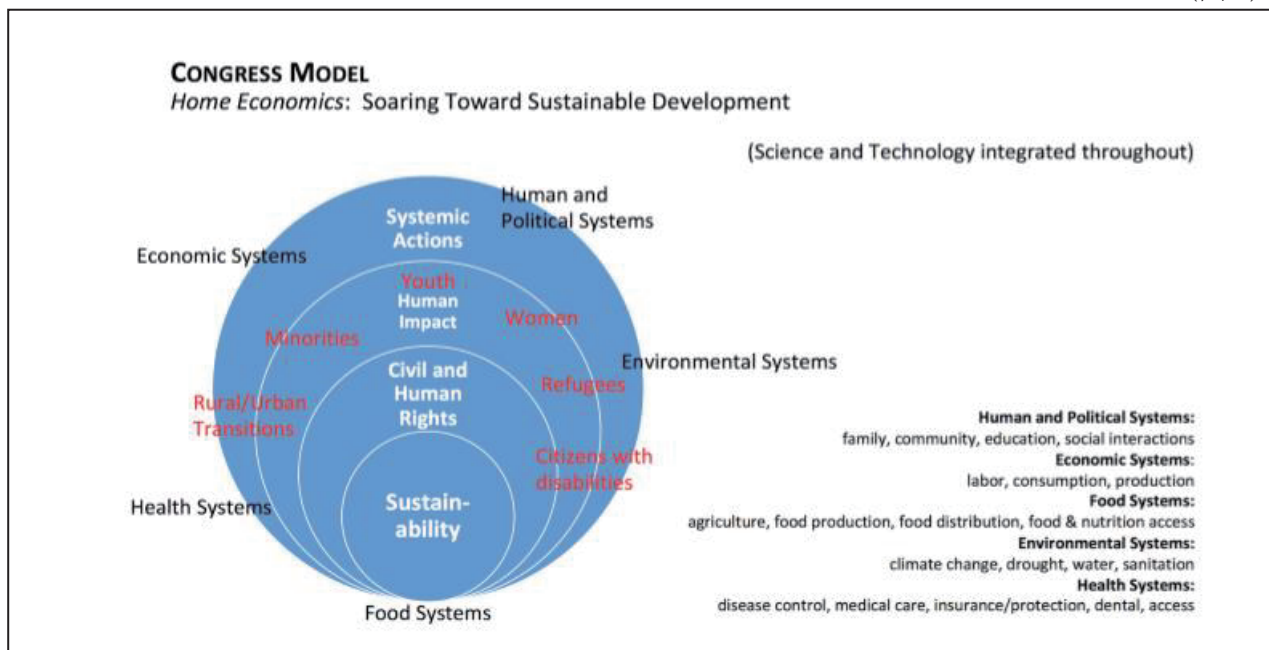 CONGRESS MODEL
Home Economics: Soaring Toward Sustainable Development
(Science and Technology integrated throughout)
Human and
Political Systems
Systemic
Actions
Economic Systems
Youth
Human
Impact
Women
Minorities
Environmental Systems
Civil and
Human
Rights
Refugees
Rural/Urban
Transitions
Citizens with
disabilities
Sustain-
ability
Health Systems
Food Systems
Human and Political Systems:
family, community, education, social interactions
Economic Systems:
labor, consumption, production
Food Systems:
agriculture, food production, food distribution, food & nutrition access
Environmental Systems:
climate change, drought, water, sanitation
Health Systems:
disease control, medical care, insurance/protection, dental, access